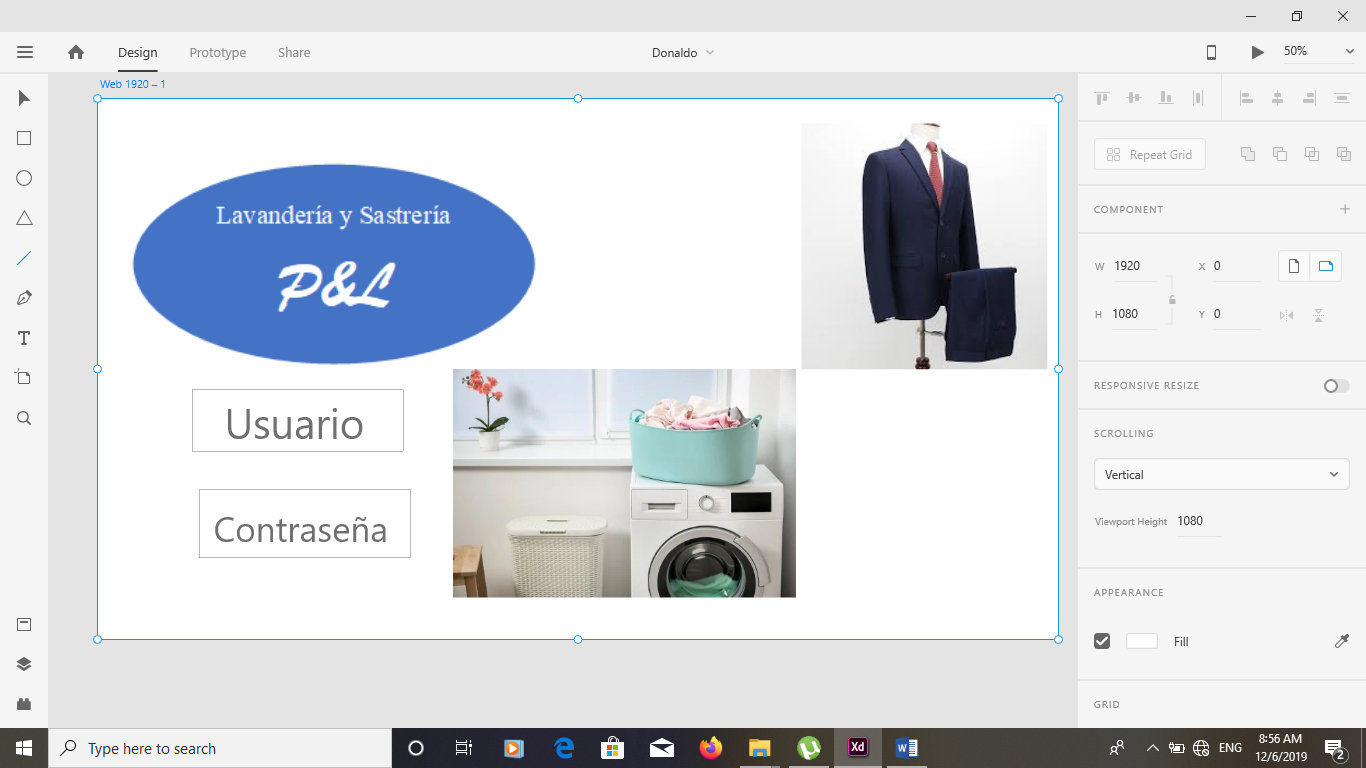 Design Prototype Share Donaldo 50%
Web 1920 – 1
Lavandería y Sastrería
P&L
Usuario
Contraseña
Repeat Grid
COMPONENT
W 1920 X 0
H 1080 Y 0
RESPONSIVE RESIZE
SCROLLING
Vertical
Viewport Height 1080
APPEARANCE
Fill
GRID
Type here to search
Xd
ENG
8:56 AM
12/6/2019
2